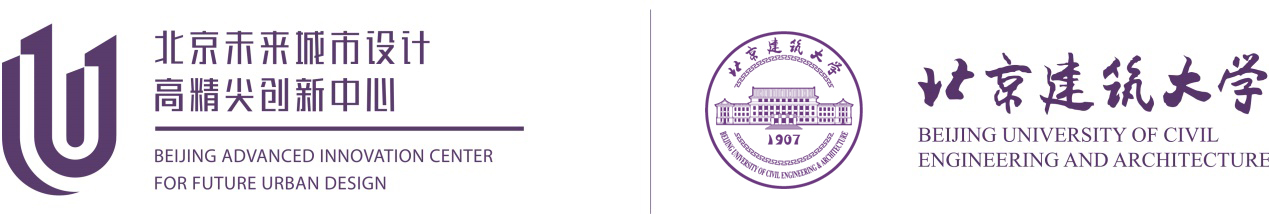 北京未来城市设计
高精尖创新中心
BEIJING ADVANCED INNOVATION CENTER
FOR FUTURE URBAN DESIGN
北京建筑大学
1907
BEIJING UNIVERSITY OF CIVIL ENGINEERING & ARCHITECTURE
北京建筑大学
BEIJING UNIVERSITY OF CIVIL
ENGINEERING AND ARCHITECTURE